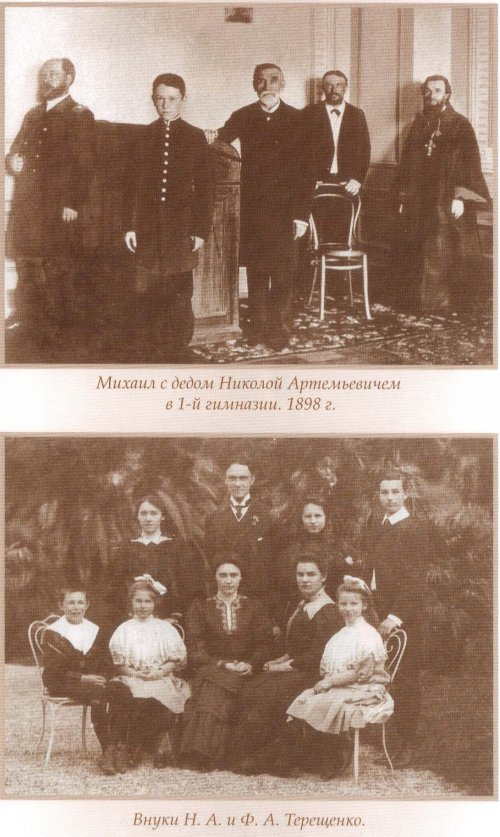 Михаил с дедом Николой Артемьевичем
в 1-й гимназии. 1898 г.
Внуки Н. А. и Ф. А. Терещенко.